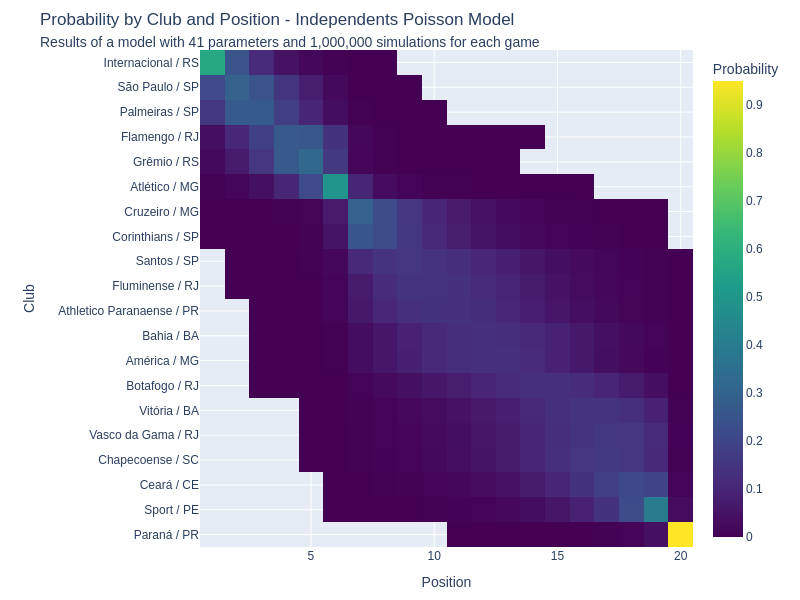 Probability by Club and Position - Independents Poisson Model
Results of a model with 41 parameters and 1,000,000 simulations for each game
Probability
Club
Internacional / RS
São Paulo / SP
Palmeiras / SP
Flamengo / RJ
Grêmio / RS
Atlético / MG
Cruzeiro / MG
Corinthians / SP
Santos / SP
Fluminense / RJ
Athletico Paranaense / PR
Bahia / BA
América / MG
Botafogo / RJ
Vitória / BA
Vasco da Gama / RJ
Chapecoense / SC
Ceará / CE
Sport / PE
Paraná / PR
0.9
0.8
0.7
0.6
0.5
0.4
0.3
0.2
0.1
0
5
10
15
20
Position